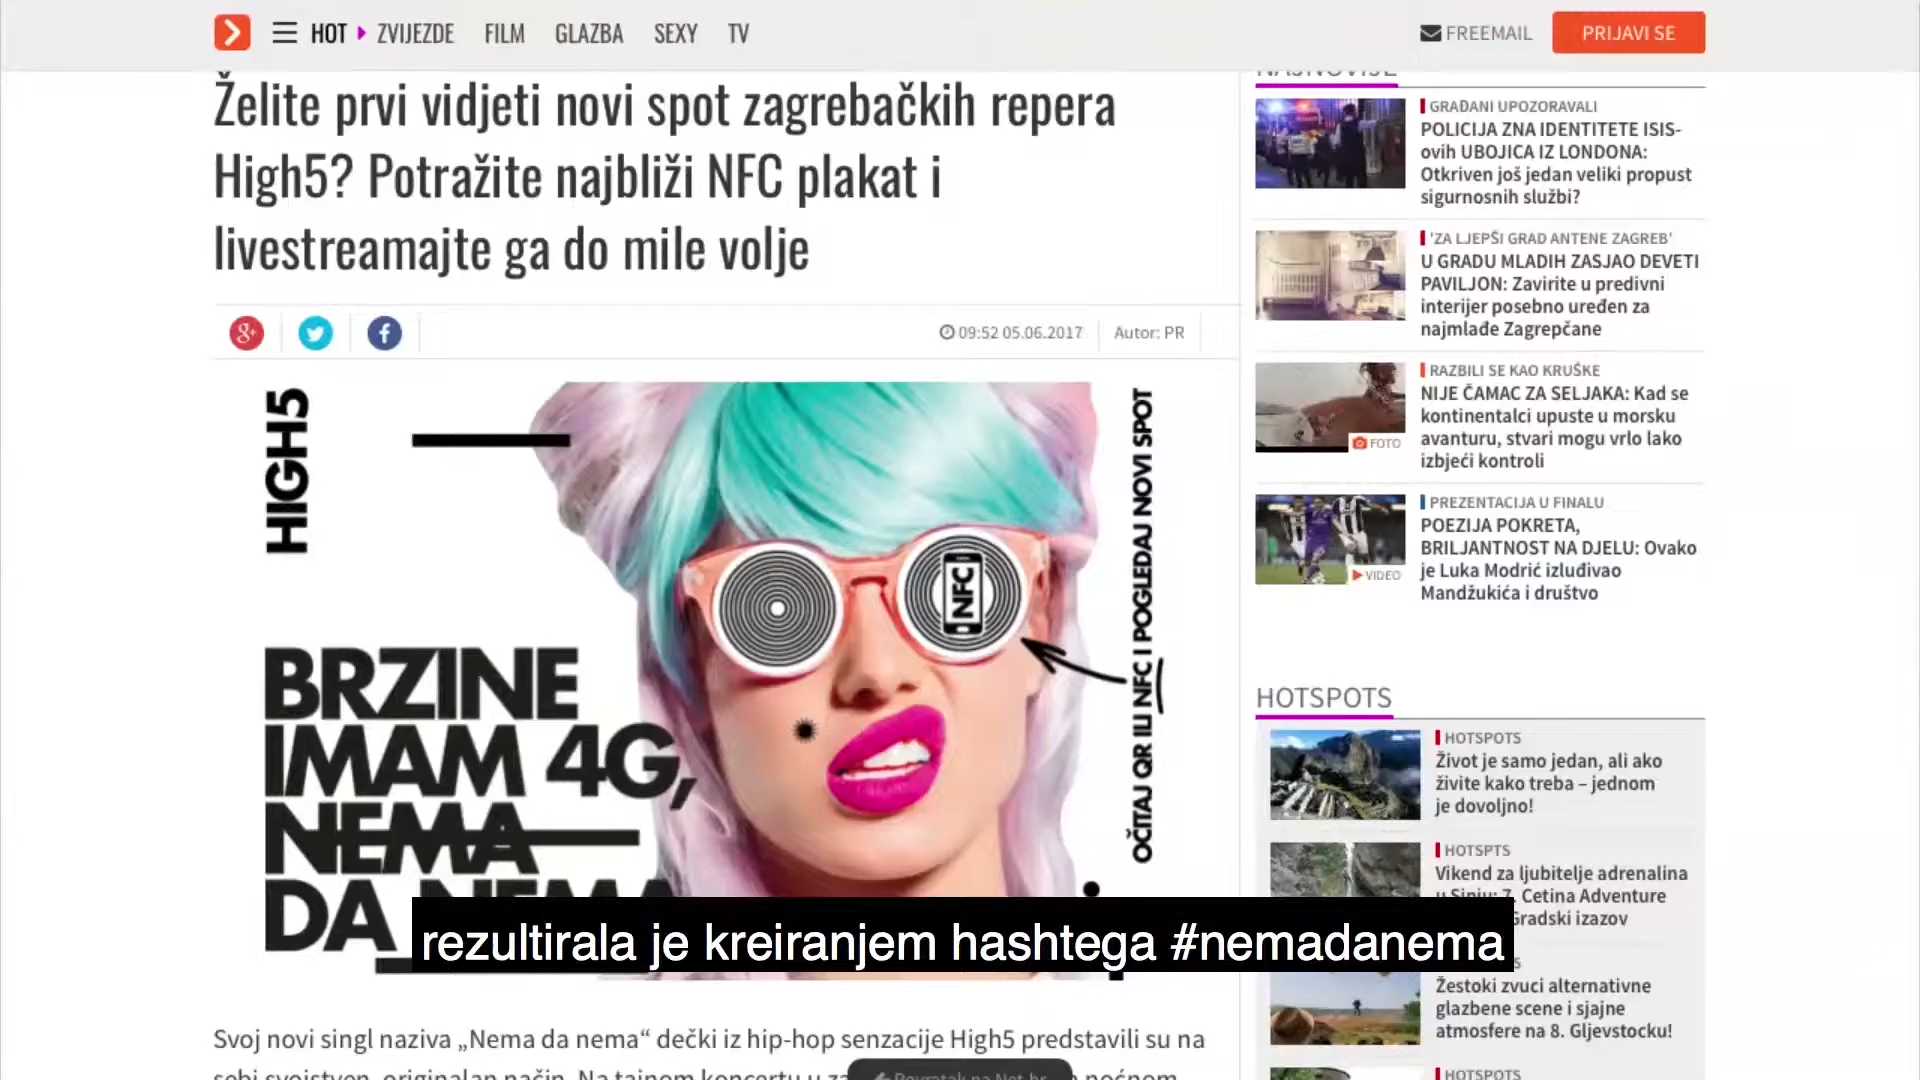 HOT ZVIJEZDE FILM GLAZBA SEXY TV
FREEMAIL
PRIJAVI SE
Želite prvi vidjeti novi spot zagrebačkih repera
High5? Potražite najbliži NFC plakat i
livestreamajte ga do mile volje
09:52 05.06.2017
Autor: PR
HIGH5
BRZINE
IMAM 4G,
NEMA
DA NEMA
NFC
OČITAJ QR ILI NFC I POGLEDAJ NOVI SPOT
rezultirala je kreiranjem hashtega #nemadanema
Svoj novi singl naziva „Nema da nema“ dečki iz hip-hop senzacije High5 predstavili su na
NAJNOVIJE
GRAĐANI UPOZORAVALI
POLICIJA ZNA IDENTITETE ISIS-
ovih UBOJICA IZ LONDONA:
Otkriven još jedan veliki propust
sigurnosnih službi?
'ZA LJEPŠI GRAD ANTENE ZAGREB'
U GRADU MLADIH ZASJAO DEVETI
PAVILJON: Zavirite u predivni
interijer posebno uređen za
najmlađe Zagrepčane
RAZBILI SE KAO KRUŠKE
NIJE ČAMAC ZA SELJAKA: Kad se
kontinentalci upuste u morsku
avanturu, stvari mogu vrlo lako
izbjeći kontroli
FOTO
PREZENTACIJA U FINALU
POEZIJA POKRETA,
BRILJANTNOST NA DJELU: Ovako
je Luka Modrić izluđivao
Mandžukića i društvo
VIDEO
HOTSPOTS
HOTSPOTS
Život je samo jedan, ali ako
živite kako treba – jednom
je dovoljno!
HOTSPTS
Vikend za ljubitelje adrenalina
u Sinju: 7. Cetina Adventure
Gradski izazov
Žestoki zvuci alternativne
glazbene scene i sjajne
atmosfere na 8. Gljevstocku!
HOTSPOTS